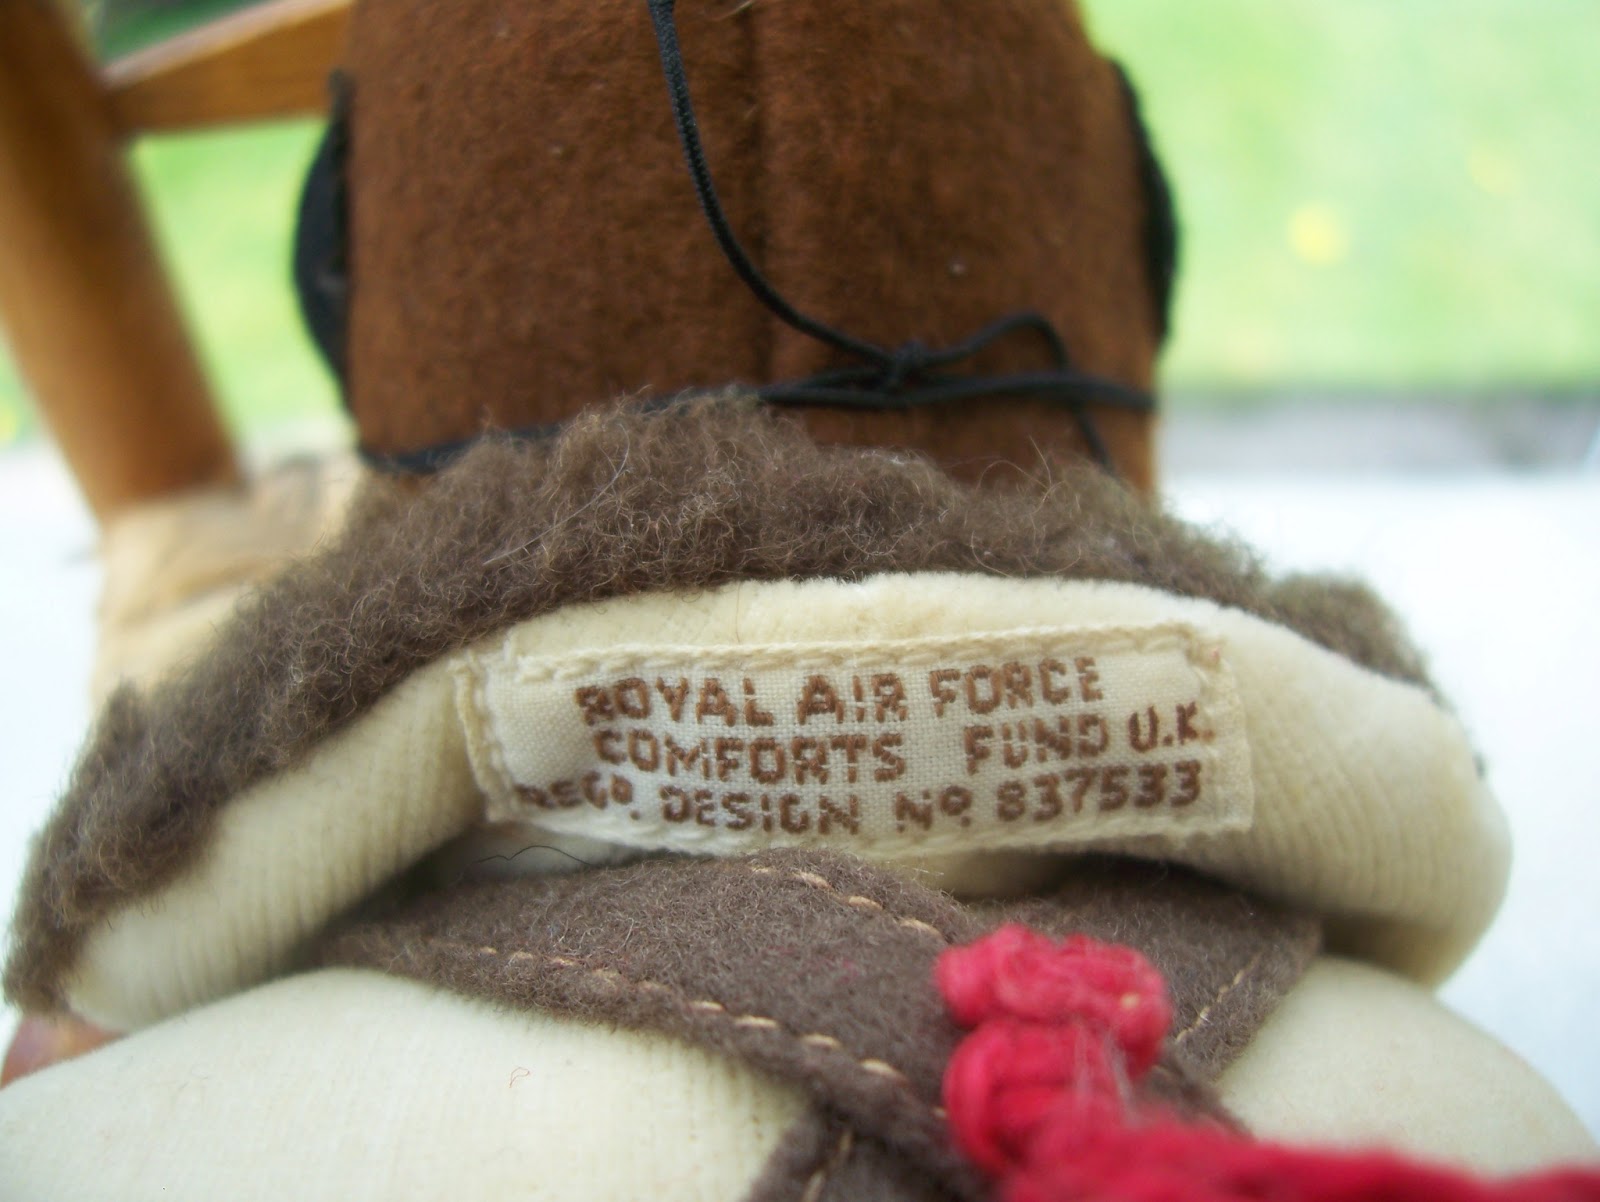 ROYAL AIR FORCE
COMFORTS FUND U.K.
REGD. DESIGN No. 837533